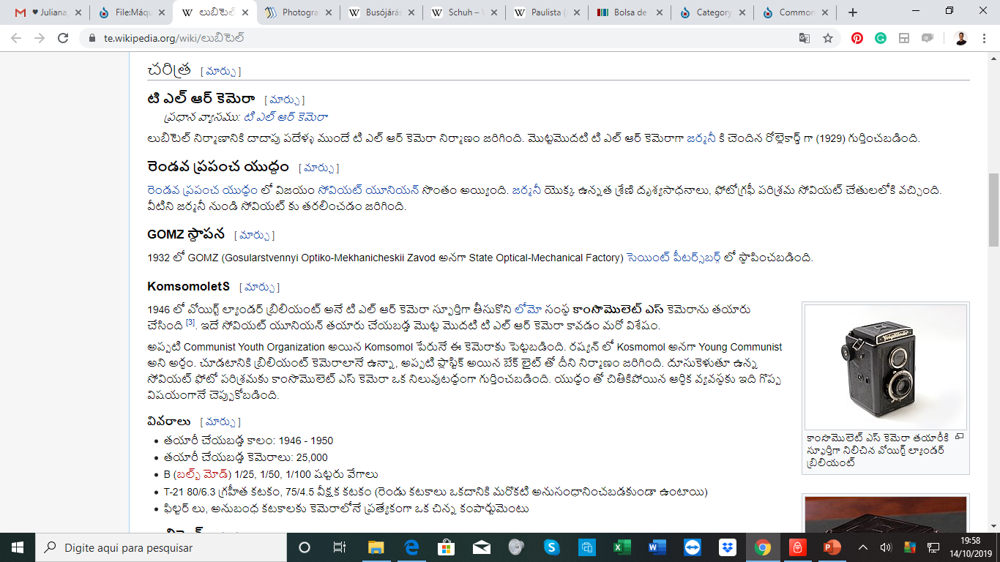 ♥ Juliana,
File:Máqu
లుబిటెల్
Photogra
Busójárás
Schuh –
Paulista (
Bolsa de
Category
Common
te.wikipedia.org/wiki/లుబిటెల్
చరిత్ర [ మార్చు ]
టి ఎల్ ఆర్ కెమెరా [ మార్చు ]
ప్రధాన వ్యాసము: టి ఎల్ ఆర్ కెమెరా
లుబిటెల్ నిర్మాణానికి దాదాపు పదేళ్ళ ముందే టి ఎల్ ఆర్ కెమెరా నిర్మాణం జరిగింది. మొట్టమొదటి టి ఎల్ ఆర్ కెమెరాగా జర్మనీ కి చెందిన రోల్లెకార్డ్ గా (1929) గుర్తించబడింది.
రెండవ ప్రపంచ యుద్ధం [ మార్చు ]
రెండవ ప్రపంచ యుద్ధం లో విజయం సోవియట్ యూనియన్ సొంతం అయ్యింది. జర్మనీ యొక్క ఉన్నత శ్రేణి దృశ్యసాధనాలు, ఫోటోగ్రఫీ పరిశ్రమ సోవియట్ చేతులలోకి వచ్చింది.
వీటిని జర్మనీ నుండి సోవియట్ కు తరలించడం జరిగింది.
GOMZ స్థాపన [ మార్చు ]
1932 లో GOMZ (Gosularstvennyi Optiko-Mekhanicheskii Zavod అనగా State Optical-Mechanical Factory) సెయింట్ పీటర్స్‌బర్గ్ లో స్థాపించబడింది.
KomsomoletS [ మార్చు ]
1946 లో వోయిగ్ట్ ల్యాండర్ బ్రిలియంట్ అనే టి ఎల్ ఆర్ కెమెరా స్ఫూర్తిగా తీసుకొని లోమో సంస్థ కాంసొమొలెట్ ఎస్ కెమెరాను తయారు
చేసింది [3]. ఇదే సోవియట్ యూనియన్ తయారు చేయబడ్డ మొట్ట మొదటి టి ఎల్ ఆర్ కెమెరా కావడం మరో విశేషం.
అప్పటి Communist Youth Organization అయిన Komsomol పేరునే ఈ కెమెరాకు పెట్టబడింది. రష్యన్ లో Kosmomol అనగా Young Communist
అని అర్థం. చూడటానికి బ్రిలియంట్ కెమెరాలానే ఉన్నా, అప్పటి ప్లాస్టిక్ అయిన బేక్ లైట్ తో దీని నిర్మాణం జరిగింది. దూసుకెళుతూ ఉన్న
సోవియట్ ఫోటో పరిశ్రమకు కాంసొమొలెట్ ఎస్ కెమెరా ఒక నిలువుటద్దంగా గుర్తించబడింది. యుద్ధం తో చితికిపోయిన ఆర్థిక వ్యవస్థకు ఇది గొప్ప
విషయంగానే చెప్పుకోబడింది.
Voigtländer
కాంసొమొలెట్ ఎస్ కెమెరా తయారీకి
స్ఫూర్తిగా నిలిచిన వోయిగ్ట్ ల్యాండర్
బ్రిలియంట్
వివరాలు [ మార్చు ]
• తయారీ చేయబడ్డ కాలం: 1946 - 1950
• తయారీ చేయబడ్డ కెమెరాలు: 25,000
• B (బల్బ్ మోడ్) 1/25, 1/50, 1/100 షట్టరు వేగాలు
• T-21 80/6.3 గ్రహీత కటకం, 75/4.5 వీక్షక కటకం (రెండు కటకాలు ఒకదానికి మరొకటి అనుసంధానించబడకుండా ఉంటాయి)
• ఫిల్టర్ లు, అనుబంధ కటకాలకు కెమెరాలోనే ప్రత్యేకంగా ఒక చిన్న కంపార్టుమెంటు
Digite aqui para pesquisar
19:58
14/10/2019